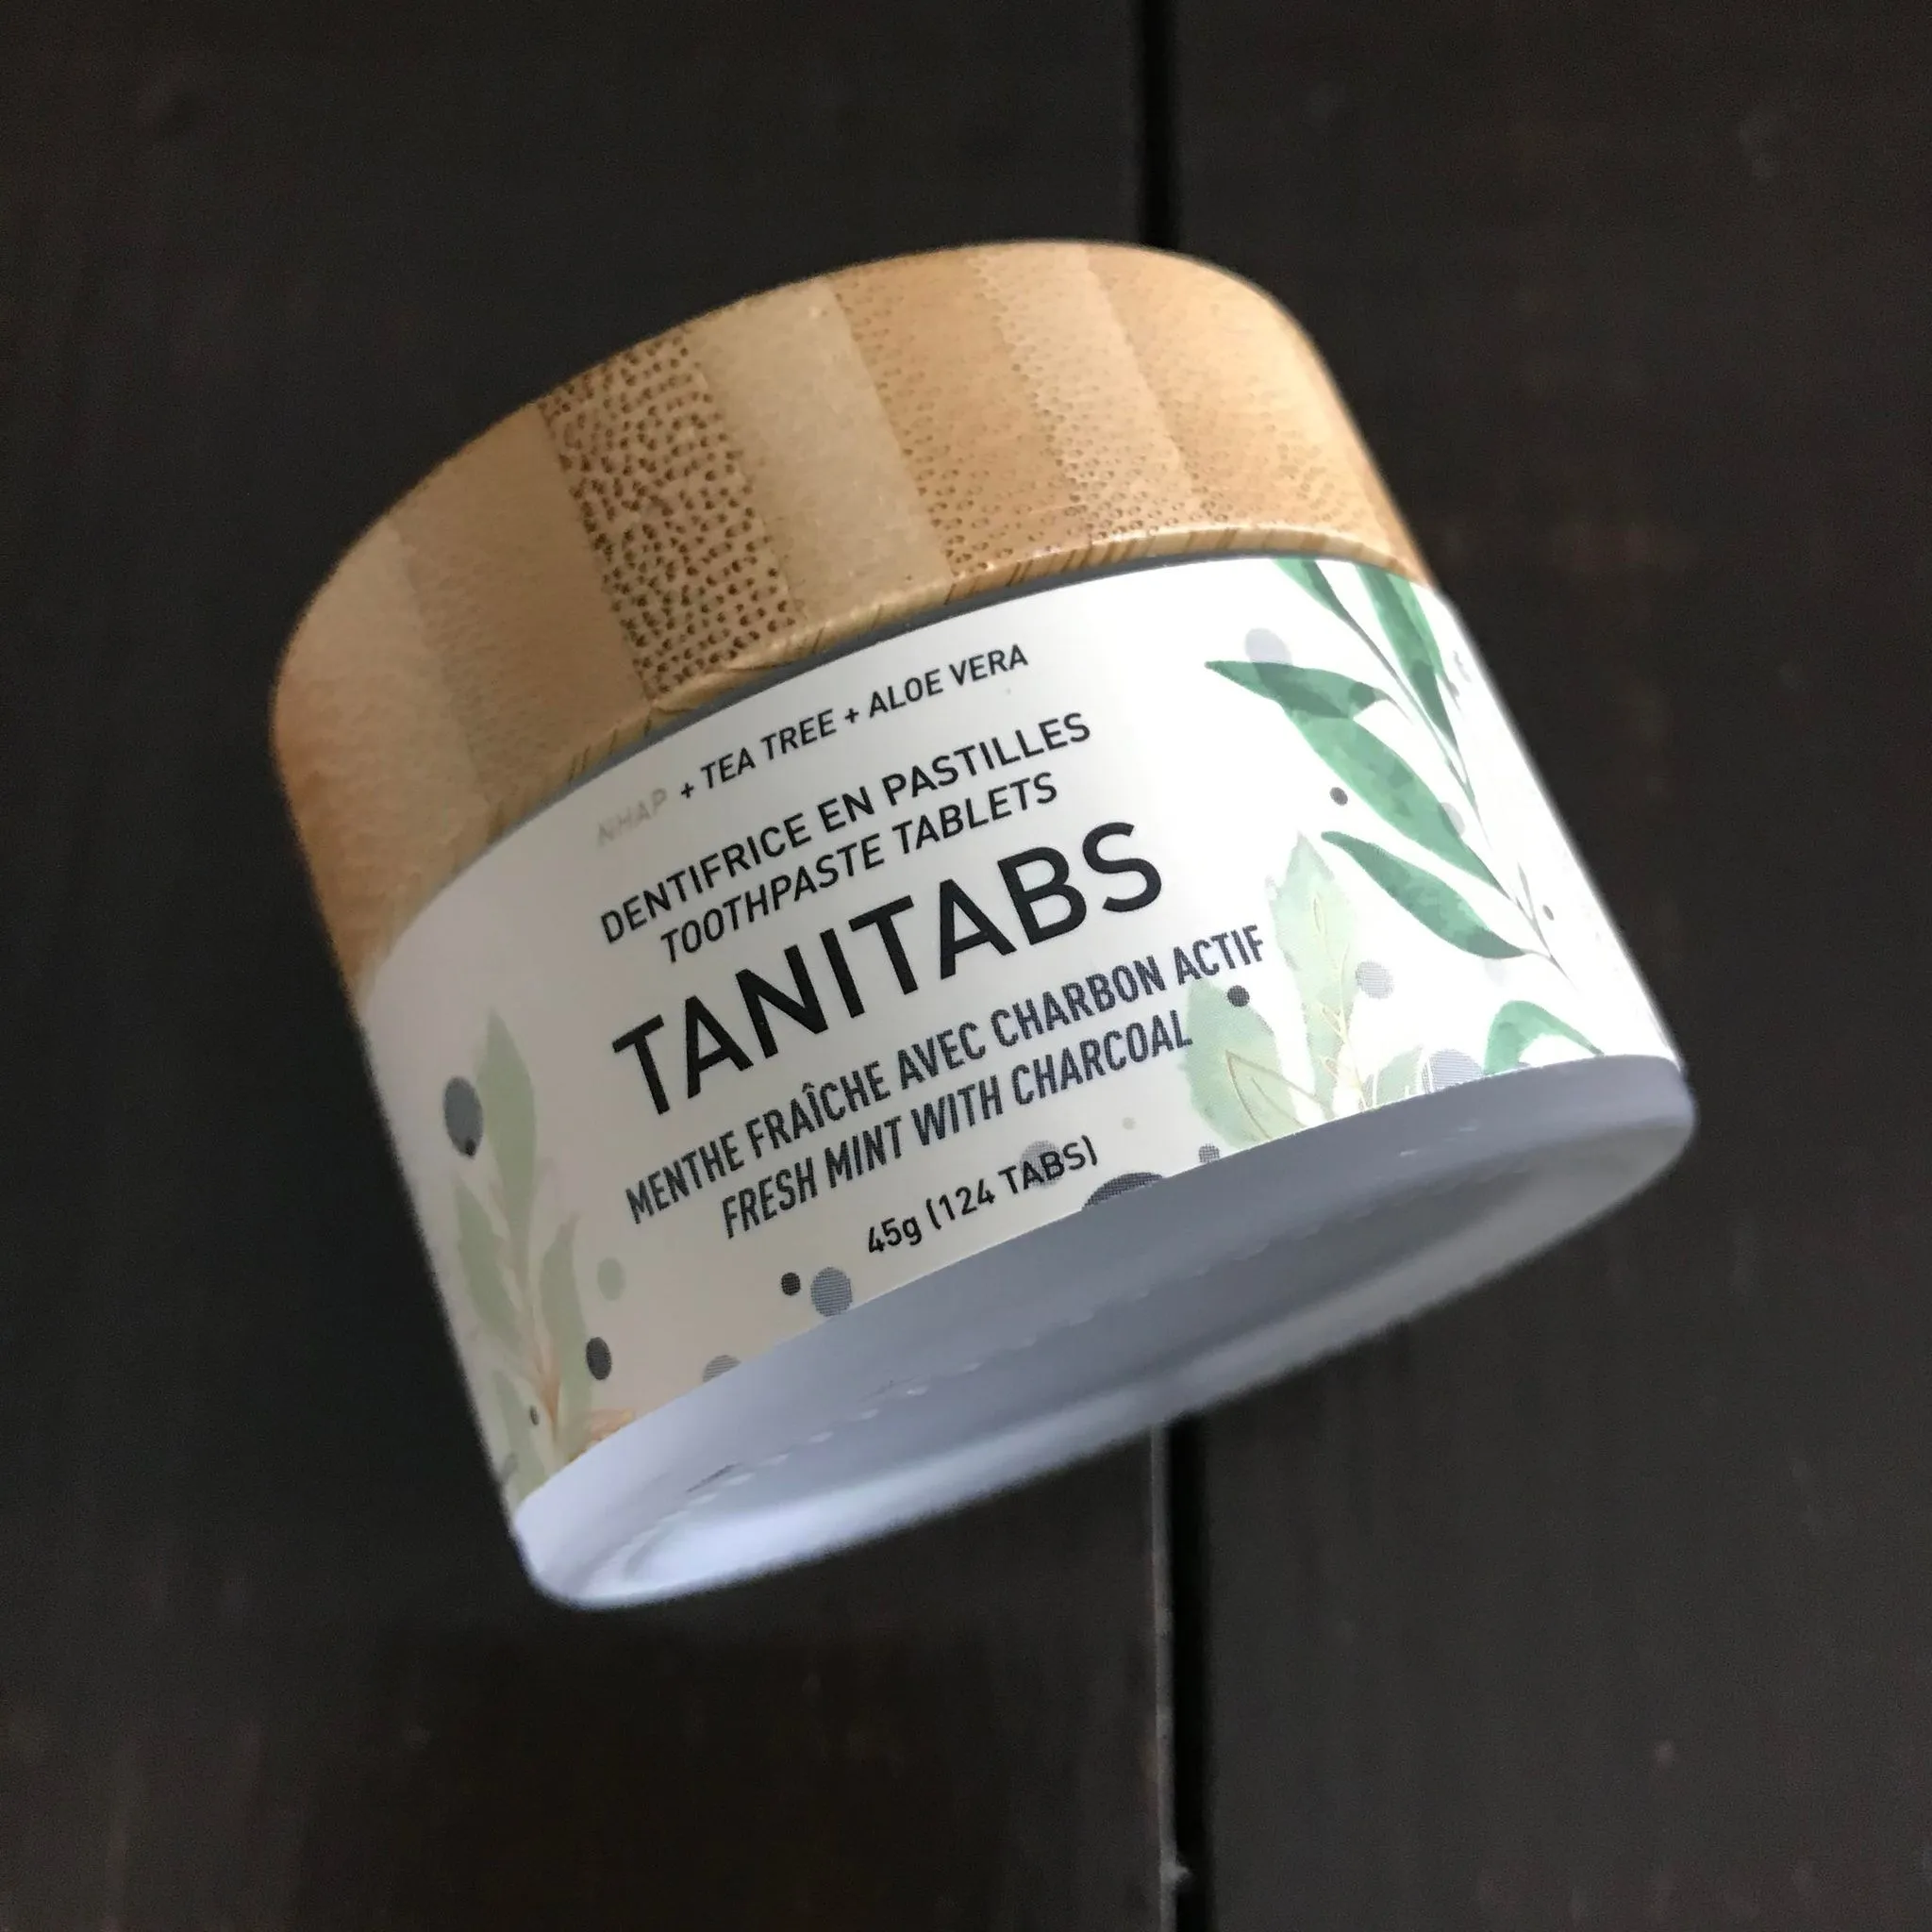 NHAP + TEA TREE + ALOE VERA
DENTIFRICE EN PASTILLES
TOOTHPASTE TABLETS
TANITABS
MENTHE FRAÎCHE AVEC CHARBON ACTIF
FRESH MINT WITH CHARCOAL
45g (124 TABS)